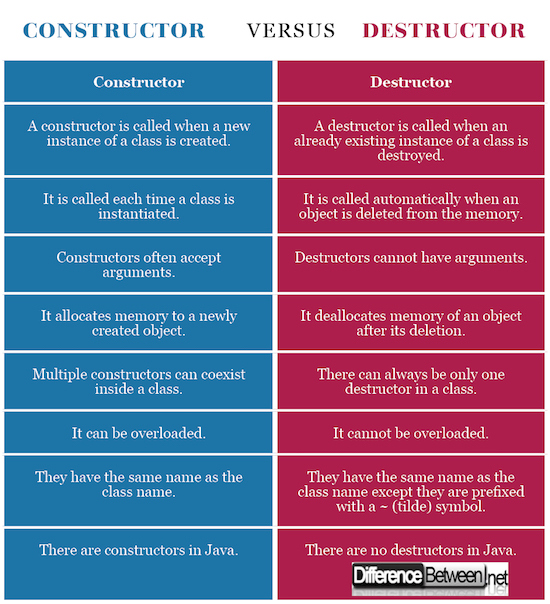 CONSTRUCTOR VERSUS DESTRUCTOR
Constructor
Destructor
A constructor is called when a new
instance of a class is created.
A destructor is called when an
already existing instance of a class is
destroyed.
It is called each time a class is
instantiated.
It is called automatically when an
object is deleted from the memory.
Constructors often accept
arguments.
Destructors cannot have arguments.
It allocates memory to a newly
created object.
It deallocates memory of an object
after its deletion.
Multiple constructors can coexist
inside a class.
There can always be only one
destructor in a class.
It can be overloaded.
It cannot be overloaded.
They have the same name as the
class name.
They have the same name as the
class name except they are prefixed
with a ~ (tilde) symbol.
There are constructors in Java.
There are no destructors in Java.
DifferenceBetween.net